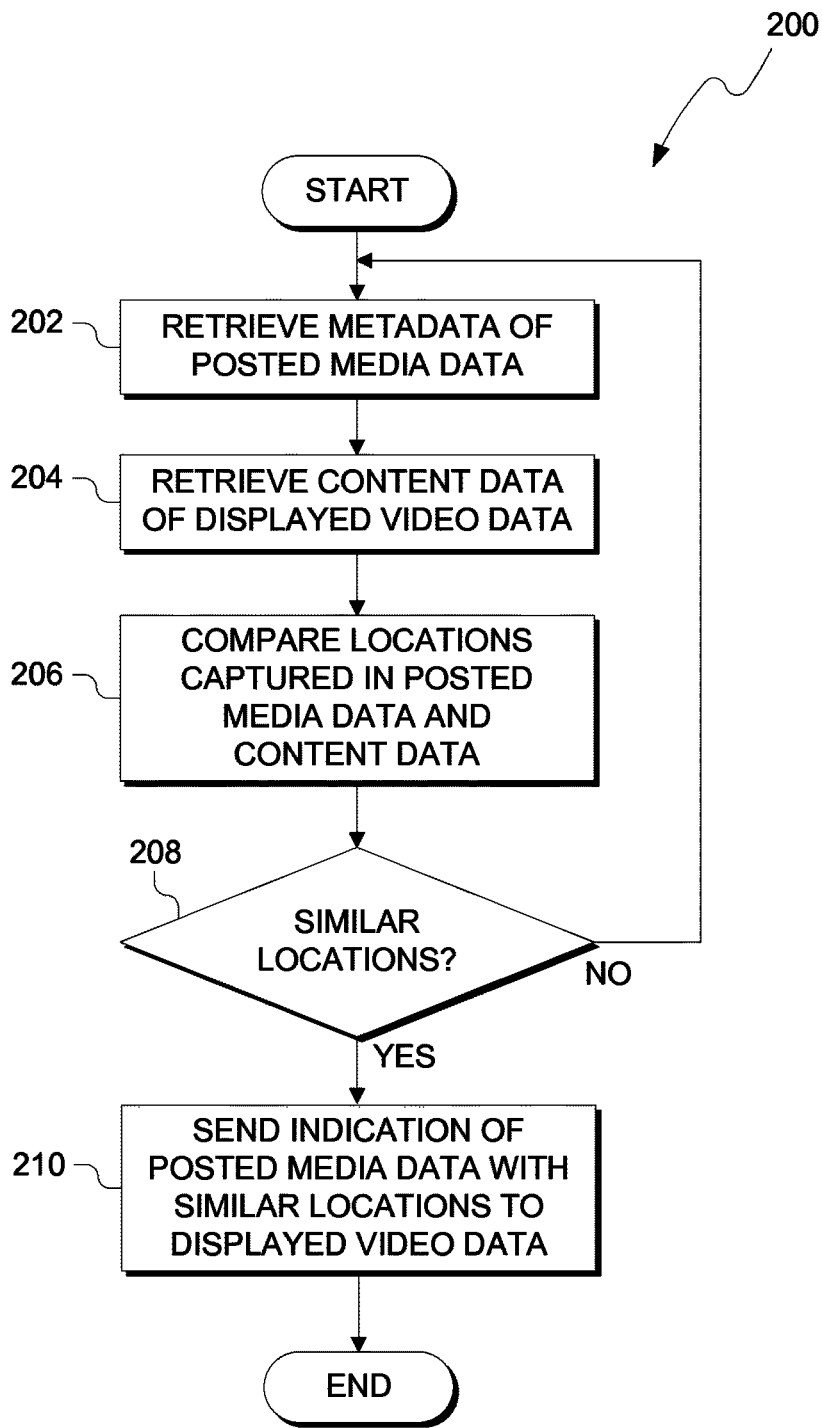 200
START
202
RETRIEVE METADATA OF
POSTED MEDIA DATA
204
RETRIEVE CONTENT DATA
OF DISPLAYED VIDEO DATA
206
COMPARE LOCATIONS
CAPTURED IN POSTED
MEDIA DATA AND
CONTENT DATA
208
SIMILAR
LOCATIONS?
NO
YES
210
SEND INDICATION OF
POSTED MEDIA DATA WITH
SIMILAR LOCATIONS TO
DISPLAYED VIDEO DATA
END